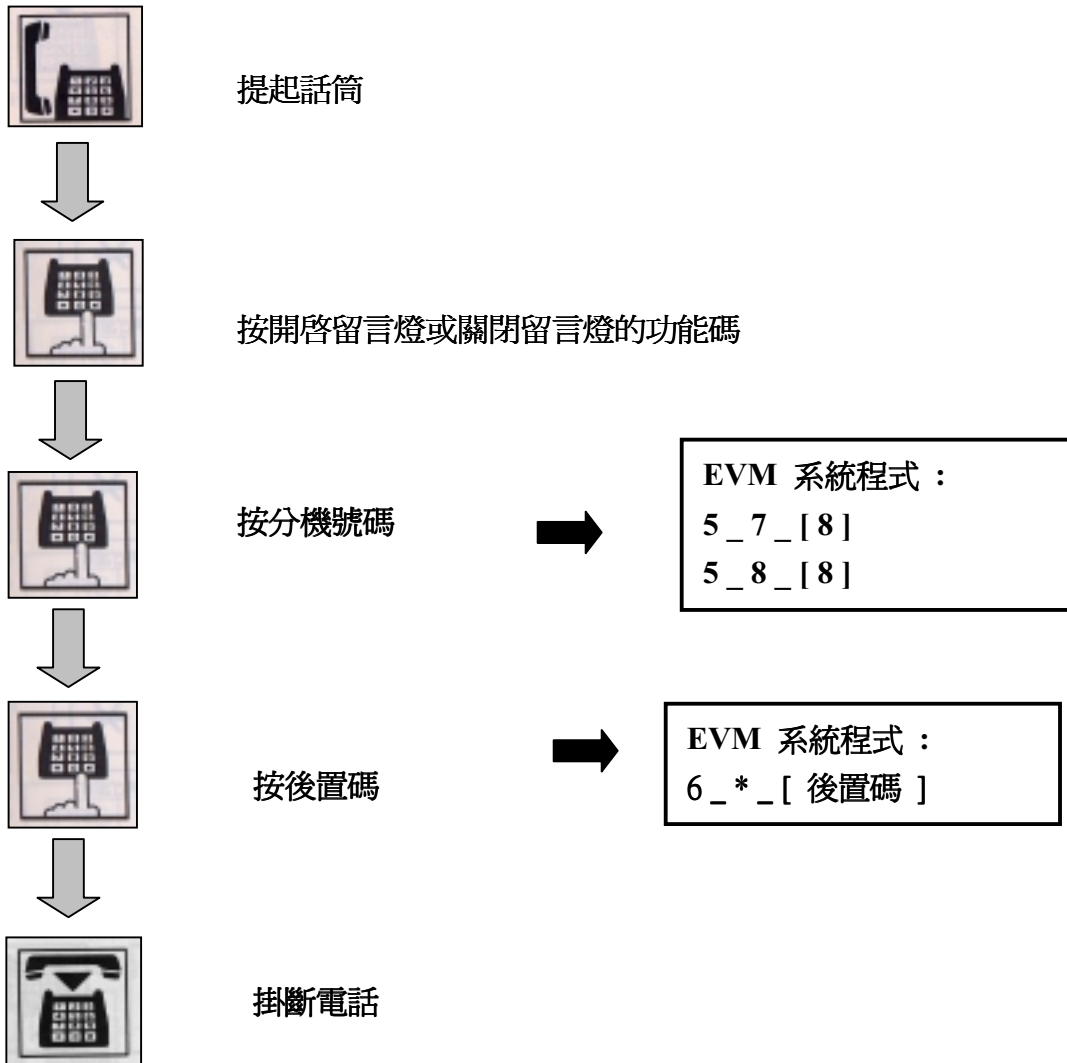 提起話筒
按開啓留言燈或關閉留言燈的功能碼
按分機號碼
EVM 系統程式 :
5 _ 7 _ [ 8 ]
5 _ 8 _ [ 8 ]
按後置碼
EVM 系統程式 :
6 _ * _ [ 後置碼 ]
掛斷電話